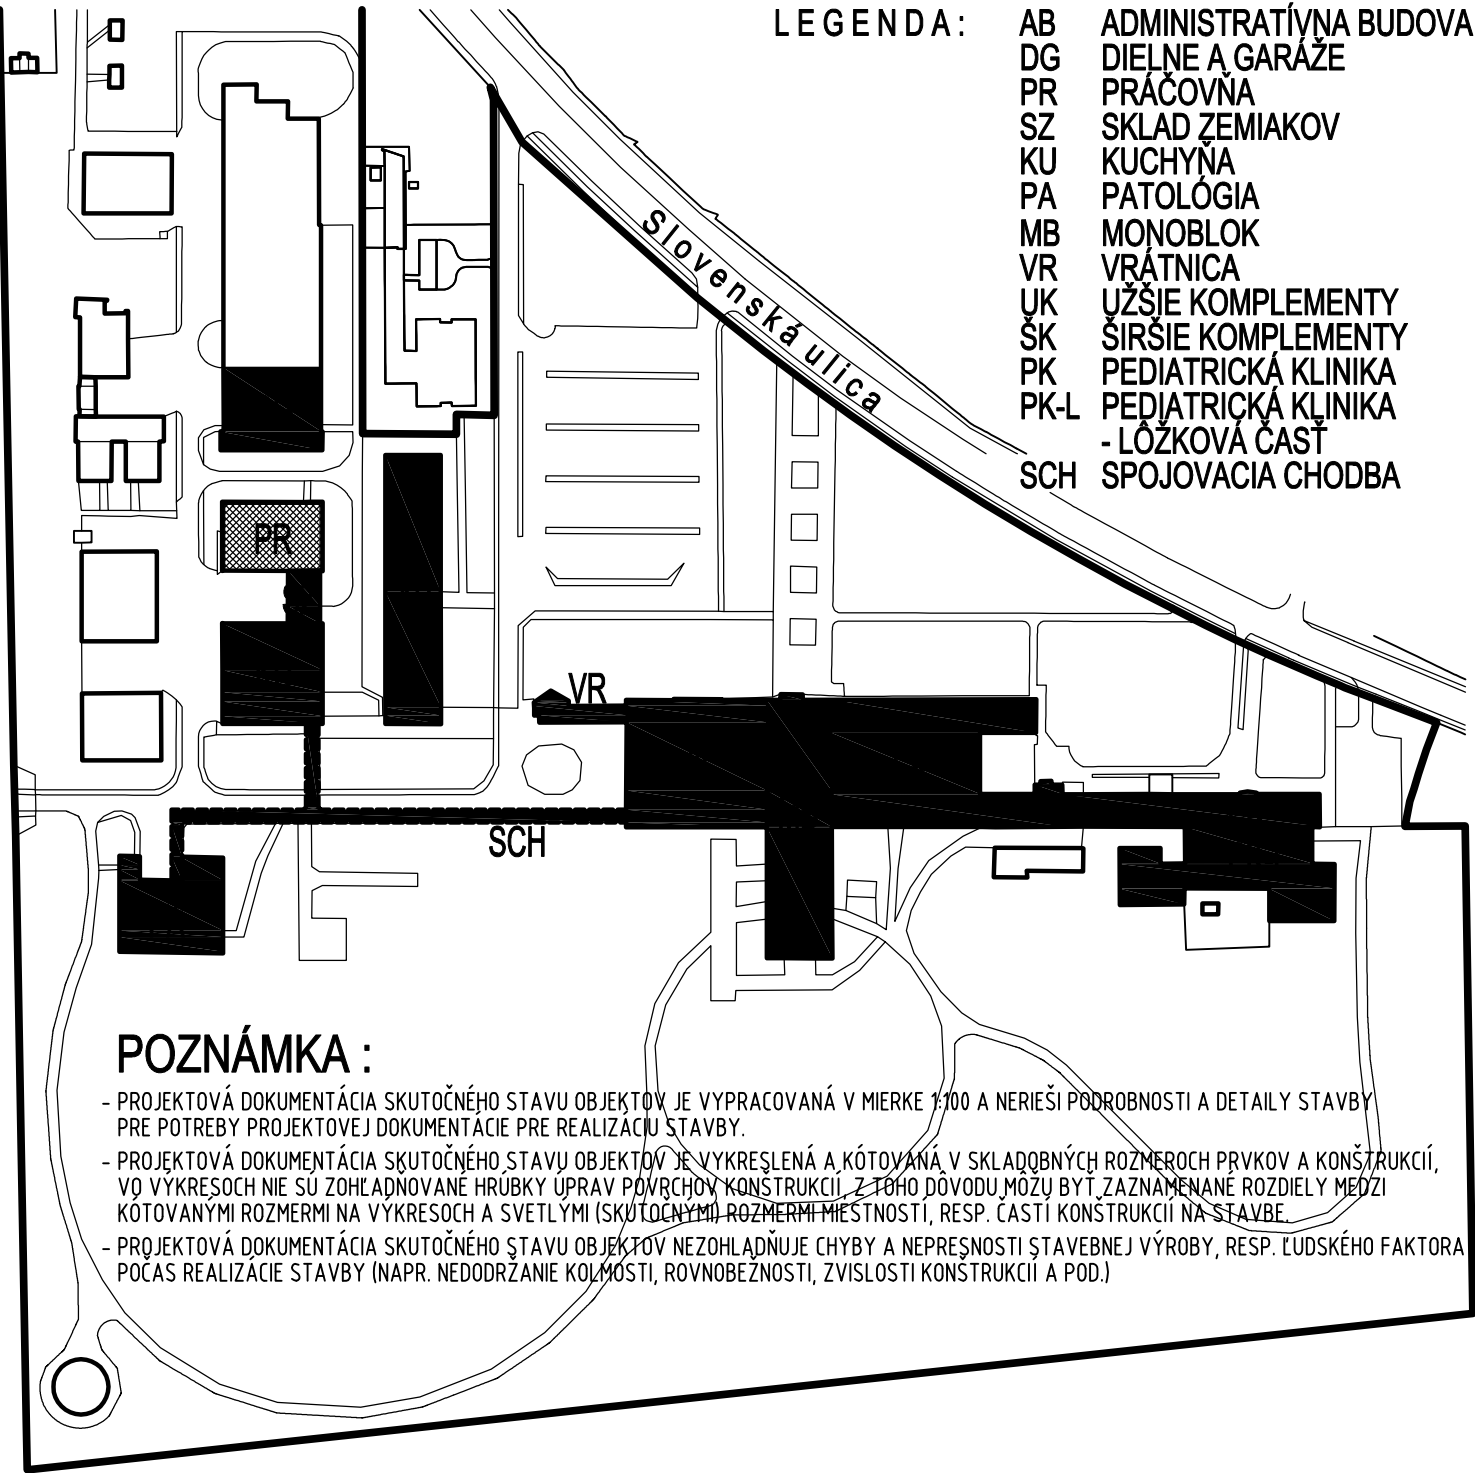 LEGENDA:
AB ADMINISTRATÍVNA BUDOVA
DG DIELNE A GARÁŽE
PR PRÁČOVŇA
SZ SKLAD ZEMIAKOV
KU KUCHYŇA
PA PATOLÓGIA
MB MONOBLOK
VR VRÁTNICA
UK UŽŠIE KOMPLEMENTY
ŠK ŠIRŠIE KOMPLEMENTY
PK PEDIATRICKÁ KLINIKA
PK-L PEDIATRICKÁ KLINIKA
- LÔŽKOVÁ ČASŤ
SCH SPOJOVACIA CHODBA
Slovenská ulica
PR
VR
SCH
POZNÁMKA :
- PROJEKTOVÁ DOKUMENTÁCIA SKUTOČNÉHO STAVU OBJEKTOV JE VYPRACOVANÁ V MIERKE 1:100 A NERIEŠI PODROBNOSTI A DETAILY STAVBY
PRE POTREBY PROJEKTOVEJ DOKUMENTÁCIE PRE REALIZÁCIU STAVBY.
- PROJEKTOVÁ DOKUMENTÁCIA SKUTOČNÉHO STAVU OBJEKTOV JE VYKRESLENÁ A KÓTOVANÁ V SKLADOBNÝCH ROZMEROCH PRVKOV A KONŠTRUKCIÍ,
VO VÝKRESOCH NIE SÚ ZOHĽADŇOVANÉ HRÚBKY ÚPRAV POVRCHOV KONŠTRUKCIÍ, Z TOHO DÔVODU MÔŽU BYŤ ZAZNAMENANÉ ROZDIELY MEDZI
KÓTOVANÝMI ROZMERMI NA VÝKRESOCH A SVETLÝMI (SKUTOČNÝMI) ROZMERMI MIESTNOSTÍ, RESP. ČASTÍ KONŠTRUKCIÍ NA STAVBE.
- PROJEKTOVÁ DOKUMENTÁCIA SKUTOČNÉHO STAVU OBJEKTOV NEZOHLADŇUJE CHYBY A NEPRESNOSTI STAVEBNEJ VÝROBY, RESP. ĽUDSKÉHO FAKTORA
POČAS REALIZÁCIE STAVBY (NAPR. NEDODRŽANIE KOLMOSTI, ROVNOBEŽNOSTI, ZVISLOSTI KONŠTRUKCIÍ A POD.)